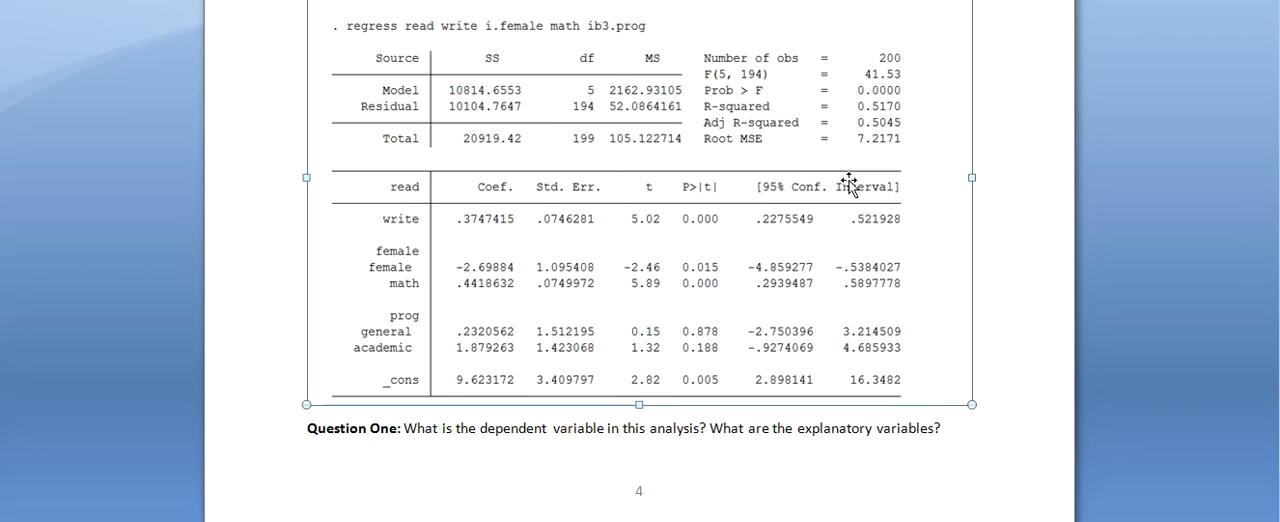 . regress read write i.female math ib3.prog
Source SS df MS Number of obs = 200
F(5, 194) = 41.53
Model 10814.6553 5 2162.93105 Prob > F = 0.0000
Residual 10104.7647 194 52.0864161 R-squared = 0.5170
Adj R-squared = 0.5045
Total 20919.42 199 105.122714 Root MSE = 7.2171
read Coef. Std. Err. t P>|t| [95% Conf. Interval]
write .3747415 .0746281 5.02 0.000 .2275549 .521928
female
female -2.69884 1.095408 -2.46 0.015 -4.859277 -.5384027
math .4418632 .0749972 5.89 0.000 .2939487 .5897778
prog
general .2320562 1.512195 0.15 0.878 -2.750396 3.214509
academic 1.879263 1.423068 1.32 0.188 -.9274069 4.685933
_cons 9.623172 3.409797 2.82 0.005 2.898141 16.3482
Question One: What is the dependent variable in this analysis? What are the explanatory variables?
4